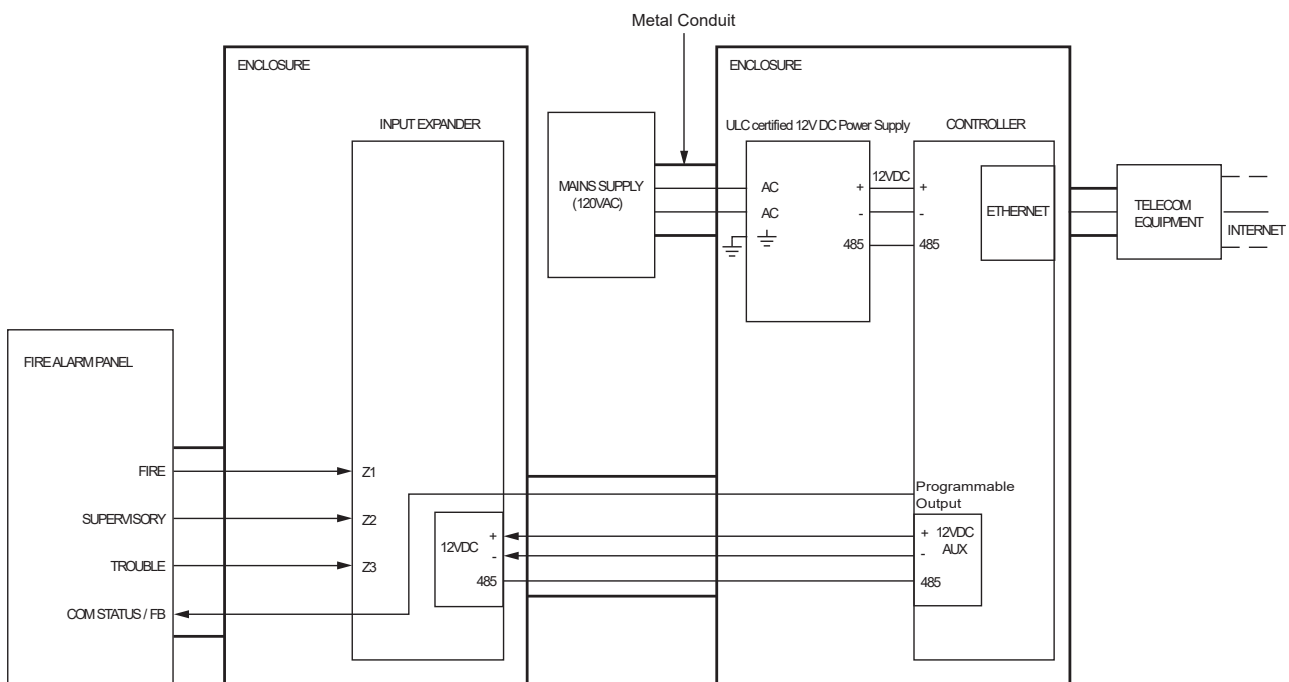 Metal Conduit
ENCLOSURE
ENCLOSURE
INPUT EXPANDER
ULC certified 12V DC Power Supply
CONTROLLER
MAINS SUPPLY
(120VAC)
AC
AC
+
-
485
12VDC
+
-
485
ETHERNET
TELECOM
EQUIPMENT
INTERNET
FIRE ALARM PANEL
FIRE
SUPERVISORY
TROUBLE
COM STATUS / FB
Z1
Z2
Z3
12VDC
+
-
485
Programmable
Output
+ 12VDC
- AUX
485